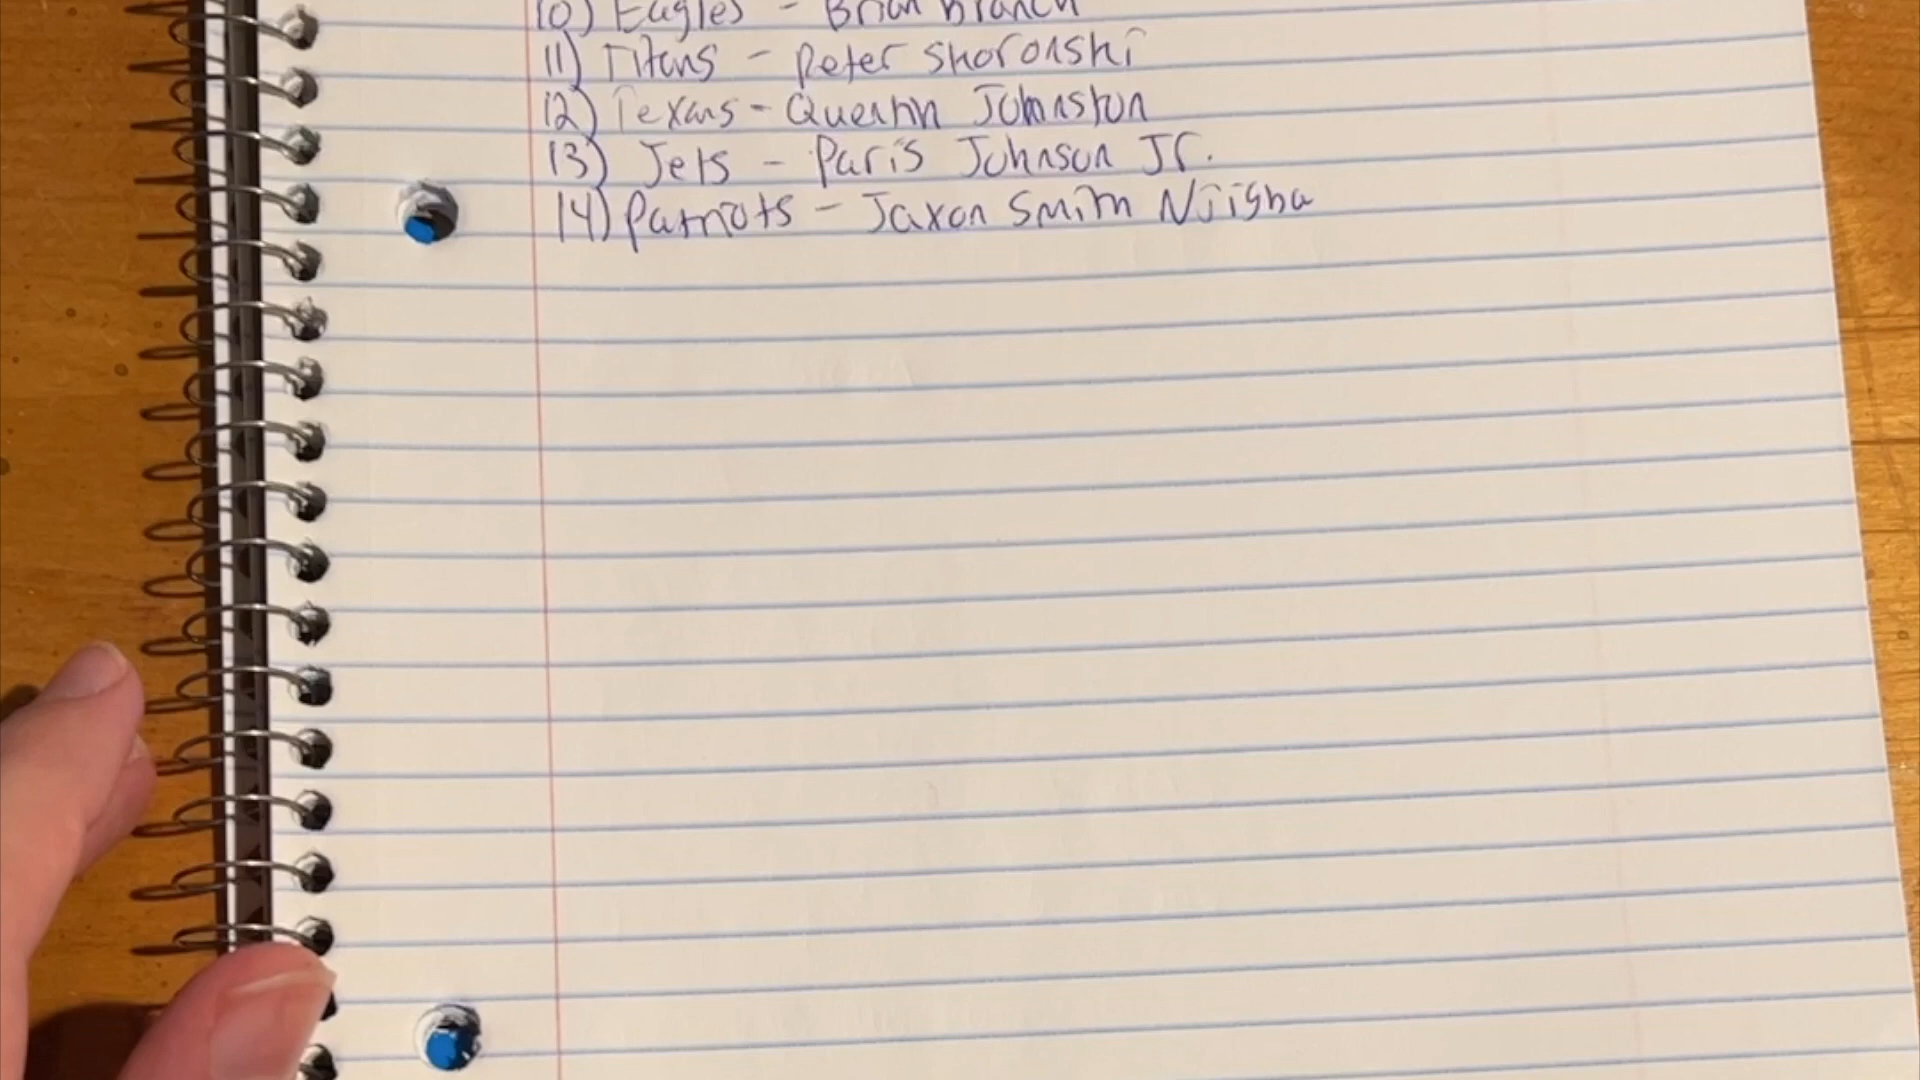 10) Eagles - Brian Branch
11) Titans - Peter Skoronski
12) Texans - Quentin Johnston
13) Jets - Paris Johnson Jr.
14) Patriots - Jaxon Smith Njigba